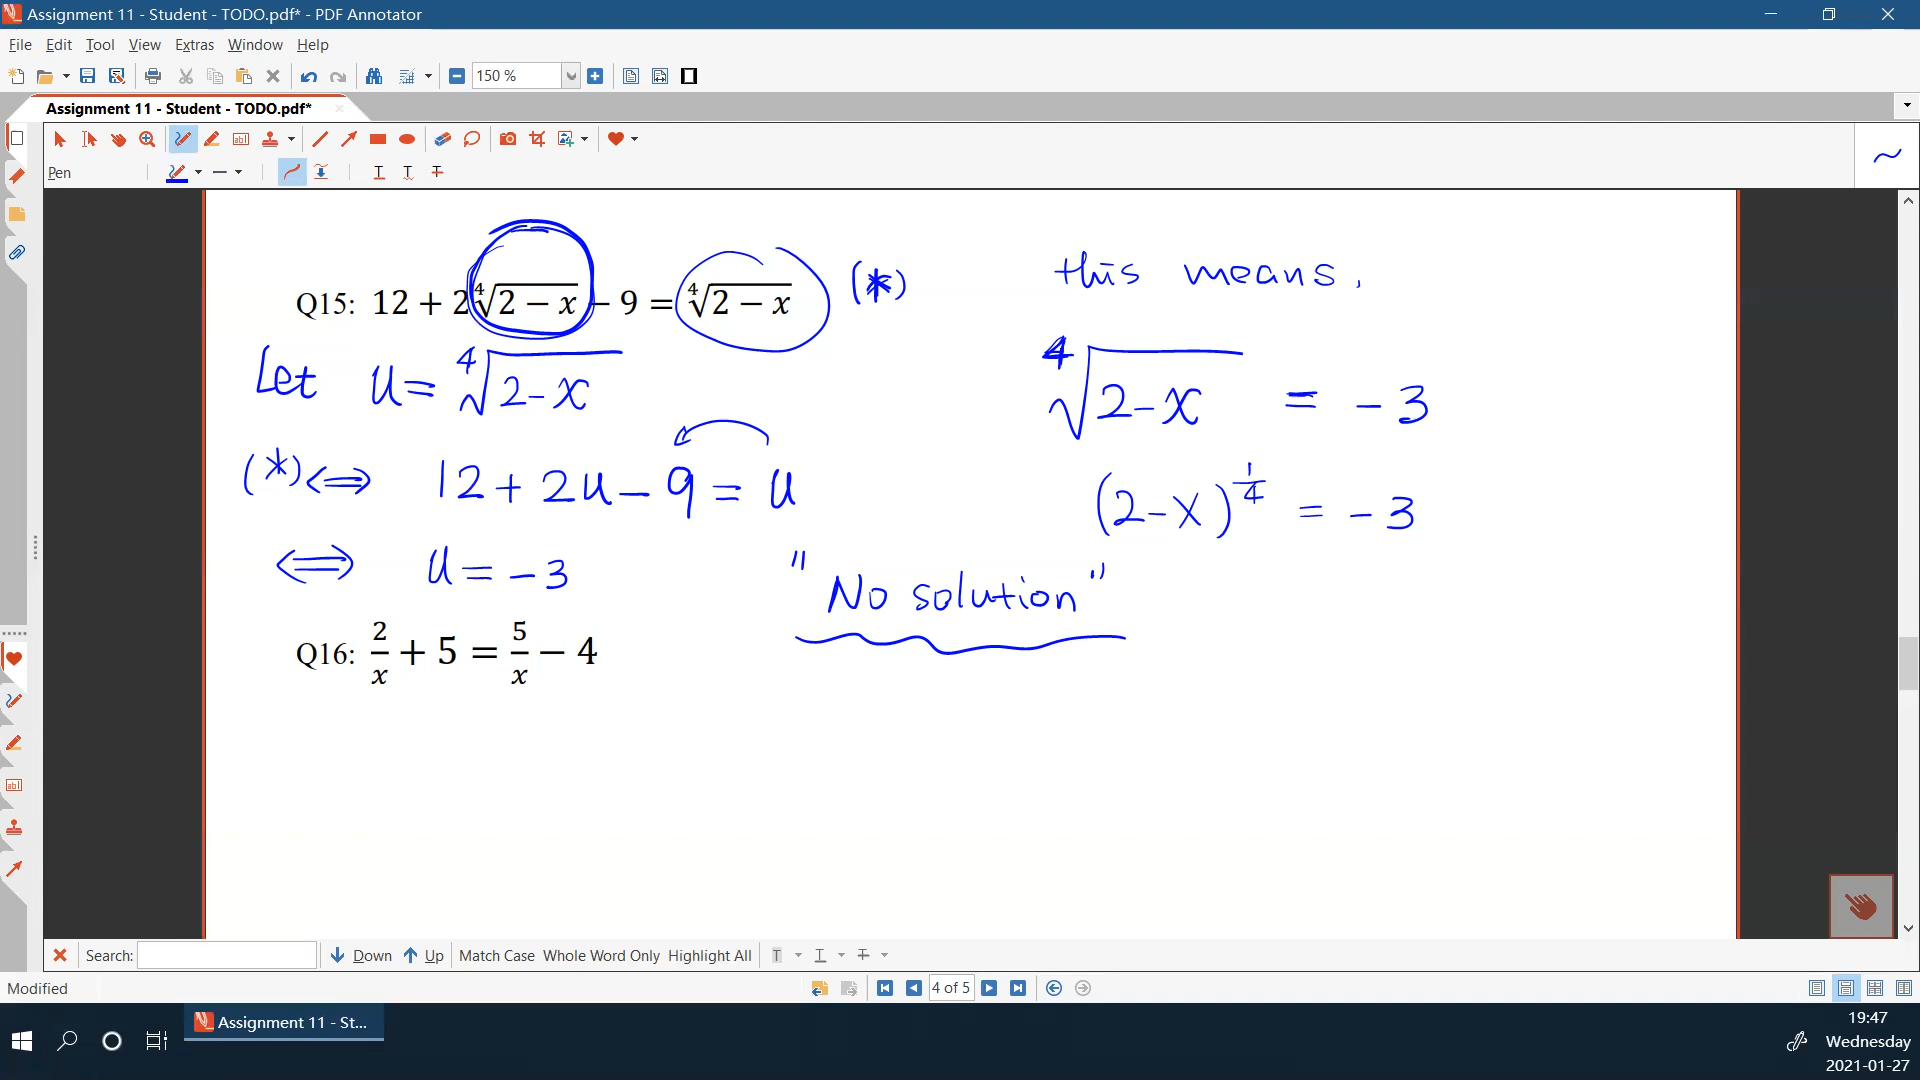 Assignment 11 - Student - TODO.pdf* - PDF Annotator
File Edit Tool View Extras Window Help
150 %
Assignment 11 - Student - TODO.pdf*
Pen
Q15: 12 + 2∜(2 − x) − 9 = ∜(2 − x) (*)
Let u = ∜(2-x)
(*) ⟺ 12 + 2u − 9 = u
⟺ u = −3
this means,
∜(2-x) = −3
(2-x)^(1/4) = −3
"No solution"
Q16: 2/x + 5 = 5/x − 4
Search: Down Up Match Case Whole Word Only Highlight All
Modified
4 of 5
Assignment 11 - St...
19:47
Wednesday
2021-01-27